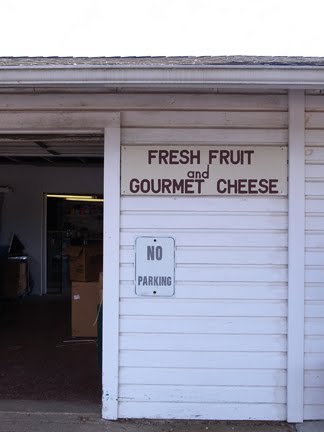 FRESH FRUIT
and
GOURMET CHEESE
NO
PARKING